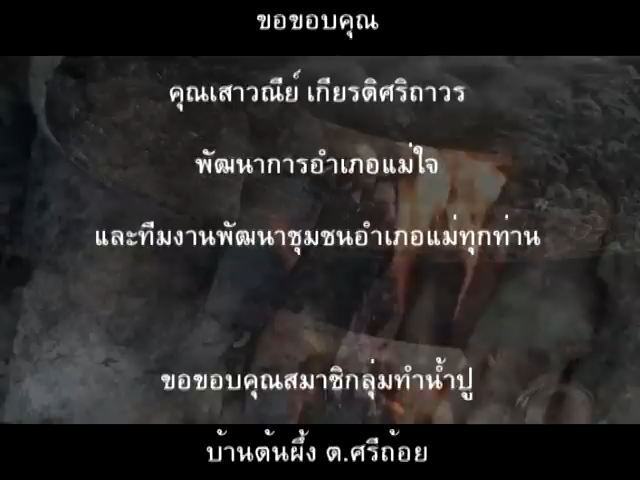 ขอขอบคุณ
คุณเสาวณีย์ เกียรติศริถาวร
พัฒนาการอำเภอแม่ใจ
และทีมงานพัฒนาชุมชนอำเภอแม่ทุกท่าน
ขอขอบคุณสมาชิกลุ่มทำน้ำปู
บ้านต้นผึ้ง ต.ศรีถ้อย